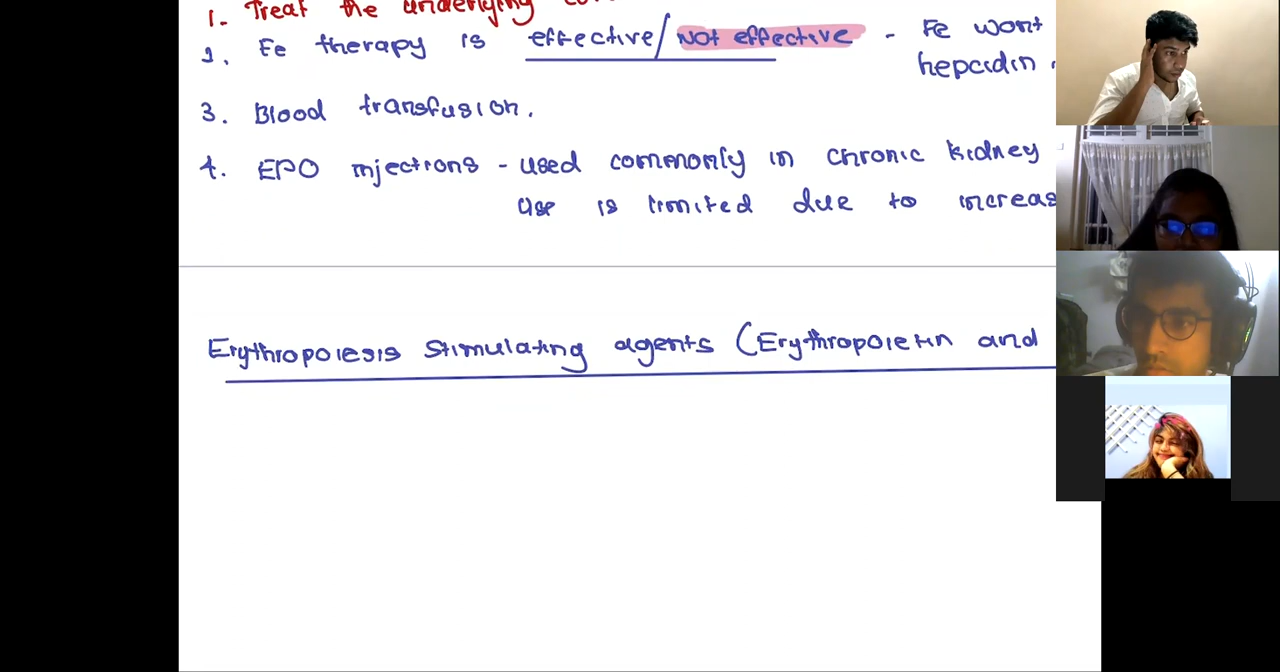 1. Treat the underlying
2. Fe therapy is effective/not effective - Fe wont
hepcidin
3. Blood transfusion.
4. EPO injections - used commonly in chronic kidney
use is limited due to increas
Erythropoiesis stimulating agents (Erythropoietin and